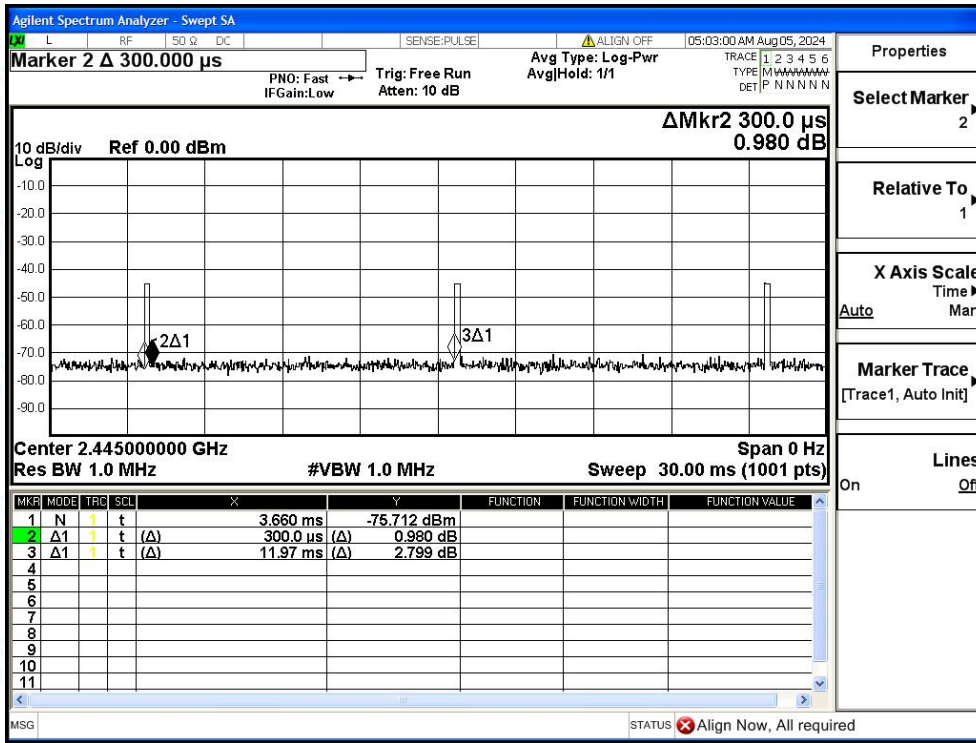 Agilent Spectrum Analyzer - Swept SA
LXI L RF 50 Ω DC SENSE:PULSE ALIGN OFF 05:03:00 AM Aug 05, 2024
Marker 2 Δ 300.000 µs
PNO: Fast
IFGain:Low
Trig: Free Run
Atten: 10 dB
Avg Type: Log-Pwr
Avg|Hold: 1/1
TRACE 1 2 3 4 5 6
TYPE M W W W W W
DET P N N N N N
ΔMkr2 300.0 µs
0.980 dB
10 dB/div Ref 0.00 dBm
Log
-10.0
-20.0
-30.0
-40.0
-50.0
-60.0
-70.0
-80.0
-90.0
2Δ1
3Δ1
Center 2.445000000 GHz Span 0 Hz
Res BW 1.0 MHz #VBW 1.0 MHz Sweep 30.00 ms (1001 pts)
MKR MODE TRC SCL X Y FUNCTION FUNCTION WIDTH FUNCTION VALUE
1 N 1 t 3.660 ms -75.712 dBm
2 Δ1 1 t (Δ) 300.0 µs (Δ) 0.980 dB
3 Δ1 1 t (Δ) 11.97 ms (Δ) 2.799 dB
4
5
6
7
8
9
10
11
MSG STATUS Align Now, All required
Properties
Select Marker
2
Relative To
1
X Axis Scale
Time
Auto Man
Marker Trace
[Trace1, Auto Init]
Lines
On Off